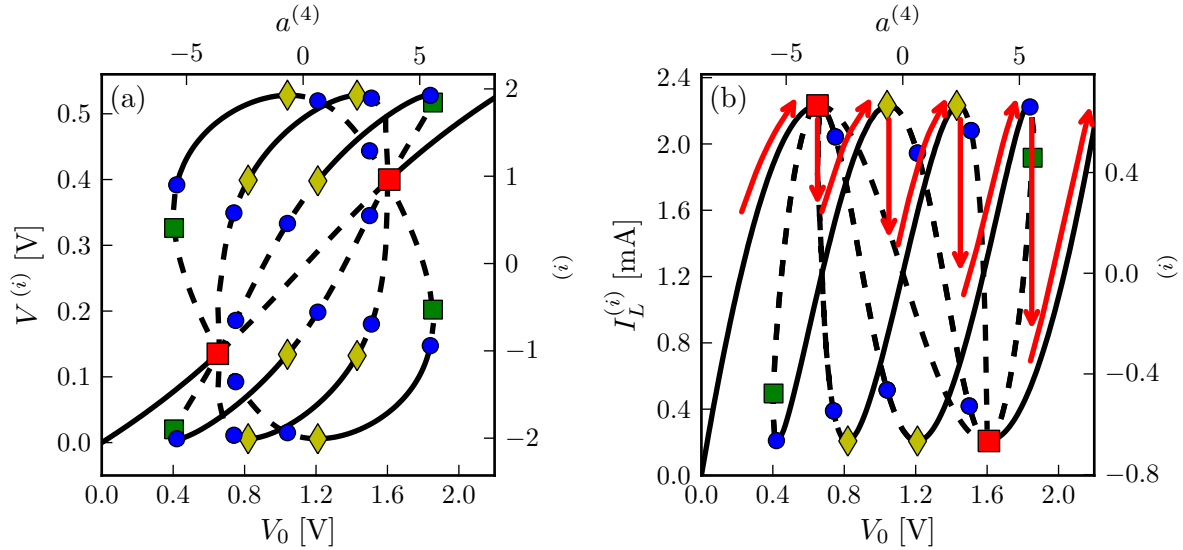 a^{(4)}
−5 0 5
(a)
V^{(i)} [V]
0.5
0.4
0.3
0.2
0.1
0.0
2
1
0
−1
−2
(i)
0.0 0.4 0.8 1.2 1.6 2.0
V_0 [V]
a^{(4)}
−5 0 5
(b)
I_L^{(i)} [mA]
2.4
2.0
1.6
1.2
0.8
0.4
0.0
0.4
0.0
−0.4
−0.8
(i)
(i)
0.0 0.4 0.8 1.2 1.6 2.0
V_0 [V]